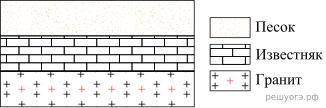 Песок
Известняк
Гранит
решуогэ.рф